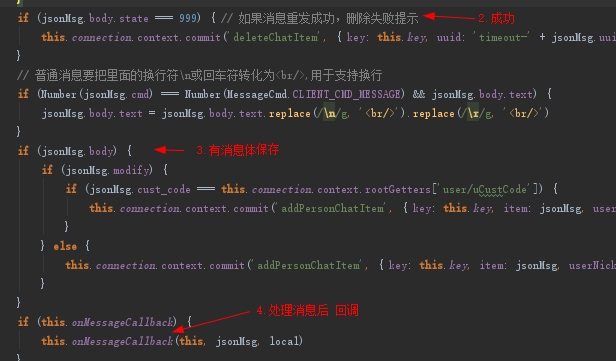 }
if (jsonMsg.body.state === 999) { // 如果消息重发成功，删除失败提示 2. 成功
this.connection.context.commit('deleteChatItem', { key: this.key, uuid: 'timeout-' + jsonMsg.uui
}
// 普通消息要把里面的换行符\n或回车符转化为<br/>,用于支持换行
if (Number(jsonMsg.cmd) === Number(MessageCmd.CLIENT_CMD_MESSAGE) && jsonMsg.body.text) {
jsonMsg.body.text = jsonMsg.body.text.replace(/\n/g, '<br/>').replace(/\r/g, '<br/>')
}
if (jsonMsg.body) { 3. 有消息体保存
if (jsonMsg.modify) {
if (jsonMsg.cust_code === this.connection.context.rootGetters['user/uCustCode']) {
this.connection.context.commit('addPersonChatItem', { key: this.key, item: jsonMsg, user
}
} else {
this.connection.context.commit('addPersonChatItem', { key: this.key, item: jsonMsg, userNick
}
}
if (this.onMessageCallback) { 4. 处理消息后 回调
this.onMessageCallback(this, jsonMsg, local)
}